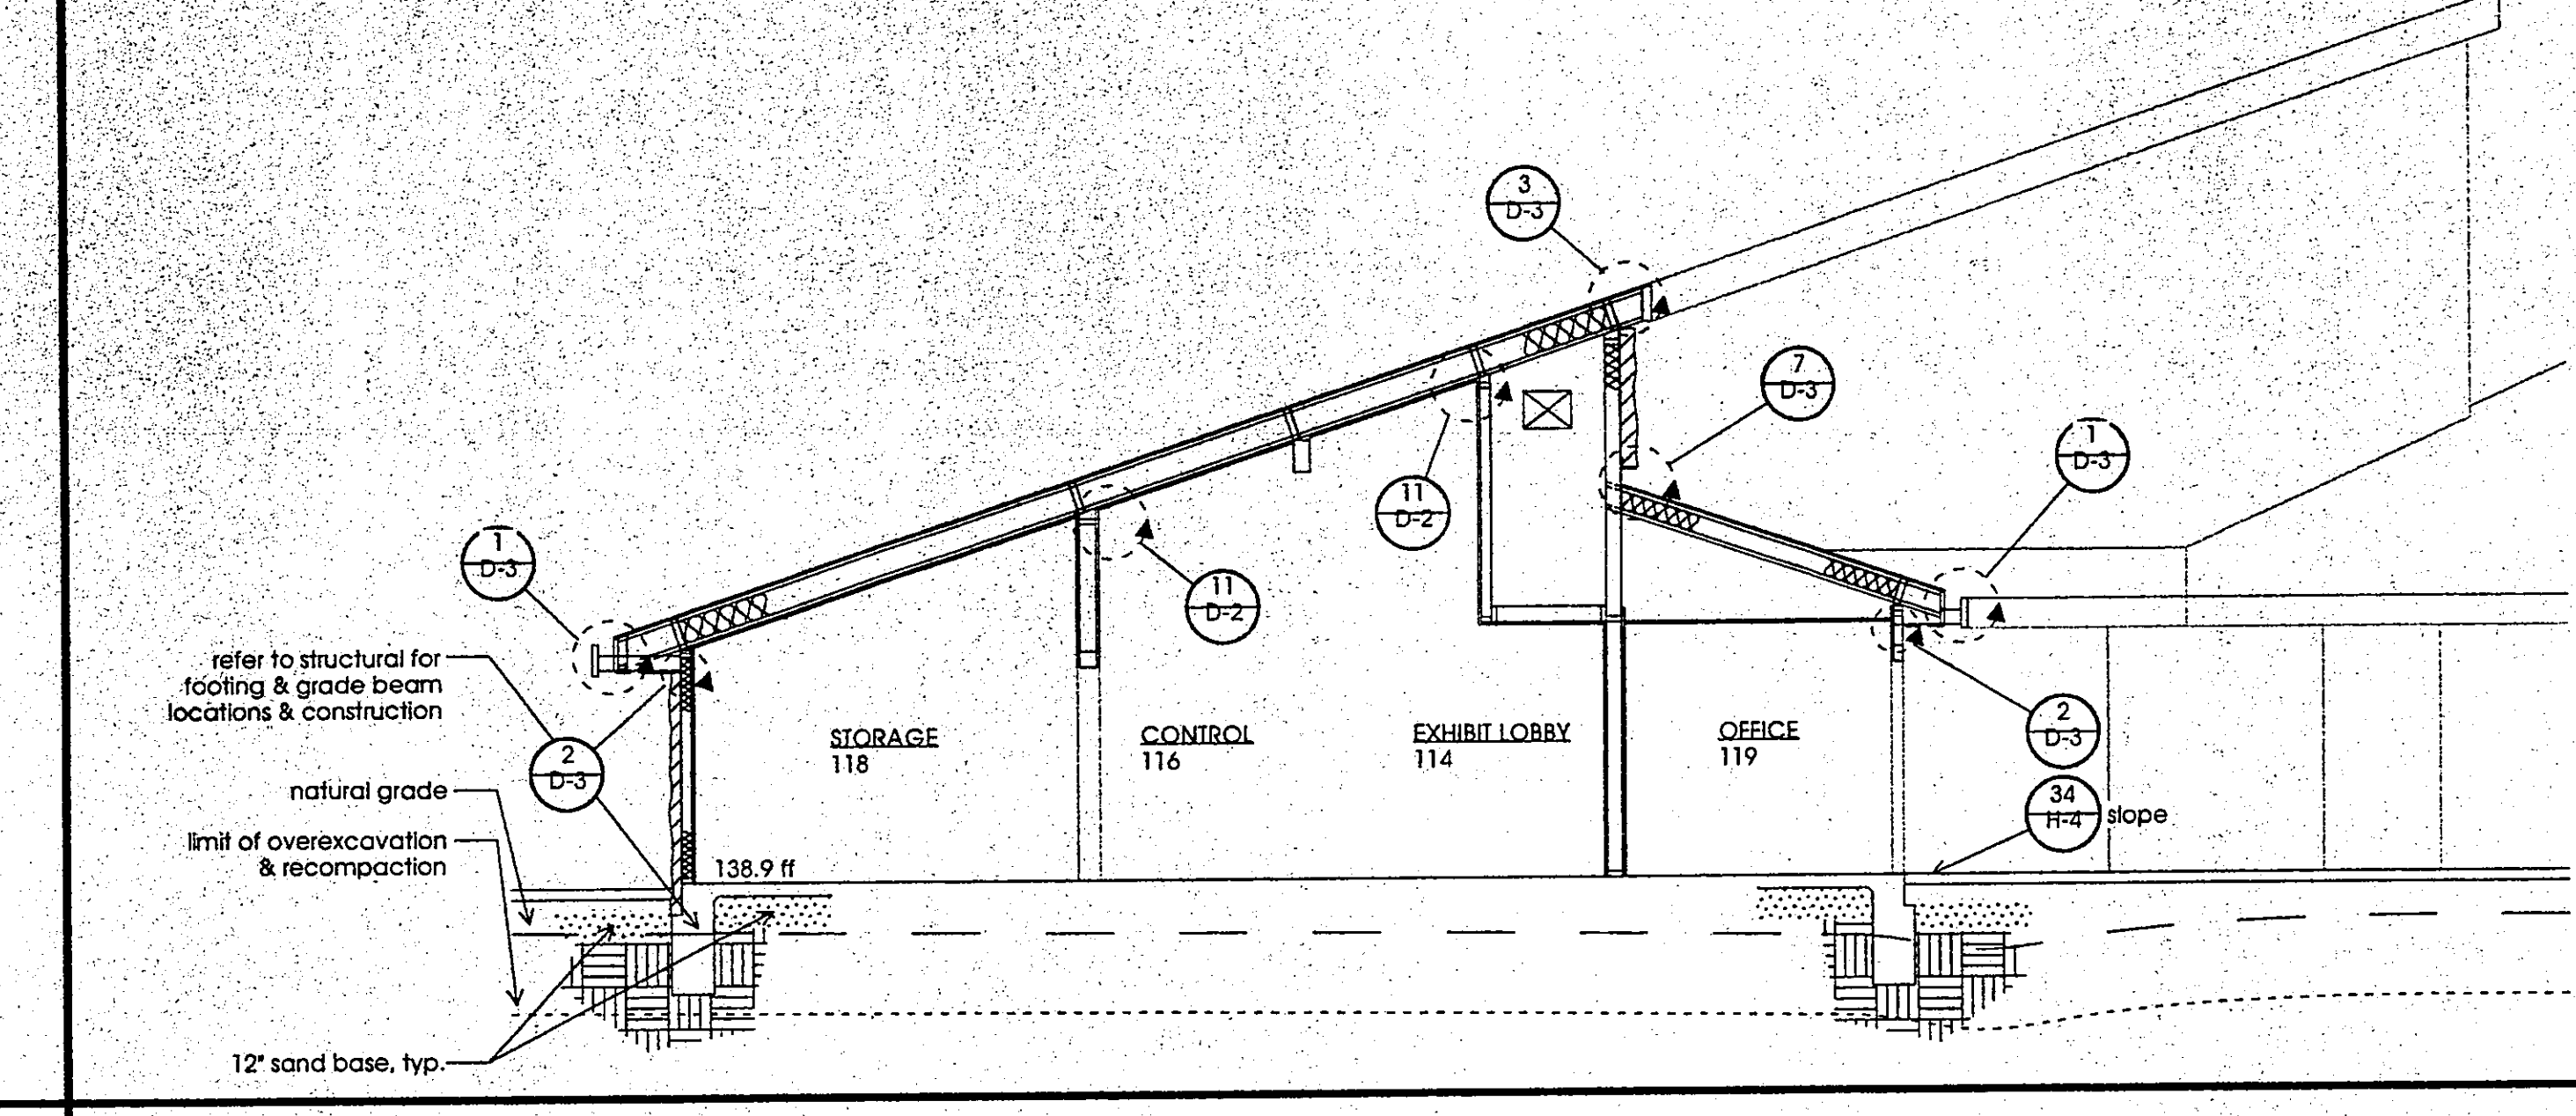 3
D-3
7
D-3
1
D-3
11
D-2
1
D-3
11
D-2
refer to structural for
footing & grade beam
locations & construction
2
D-3
STORAGE
118
CONTROL
116
EXHIBIT LOBBY
114
OFFICE
119
2
D-3
natural grade
34
H-4
slope
limit of overexcavation
& recompaction
138.9 ff
12" sand base, typ.